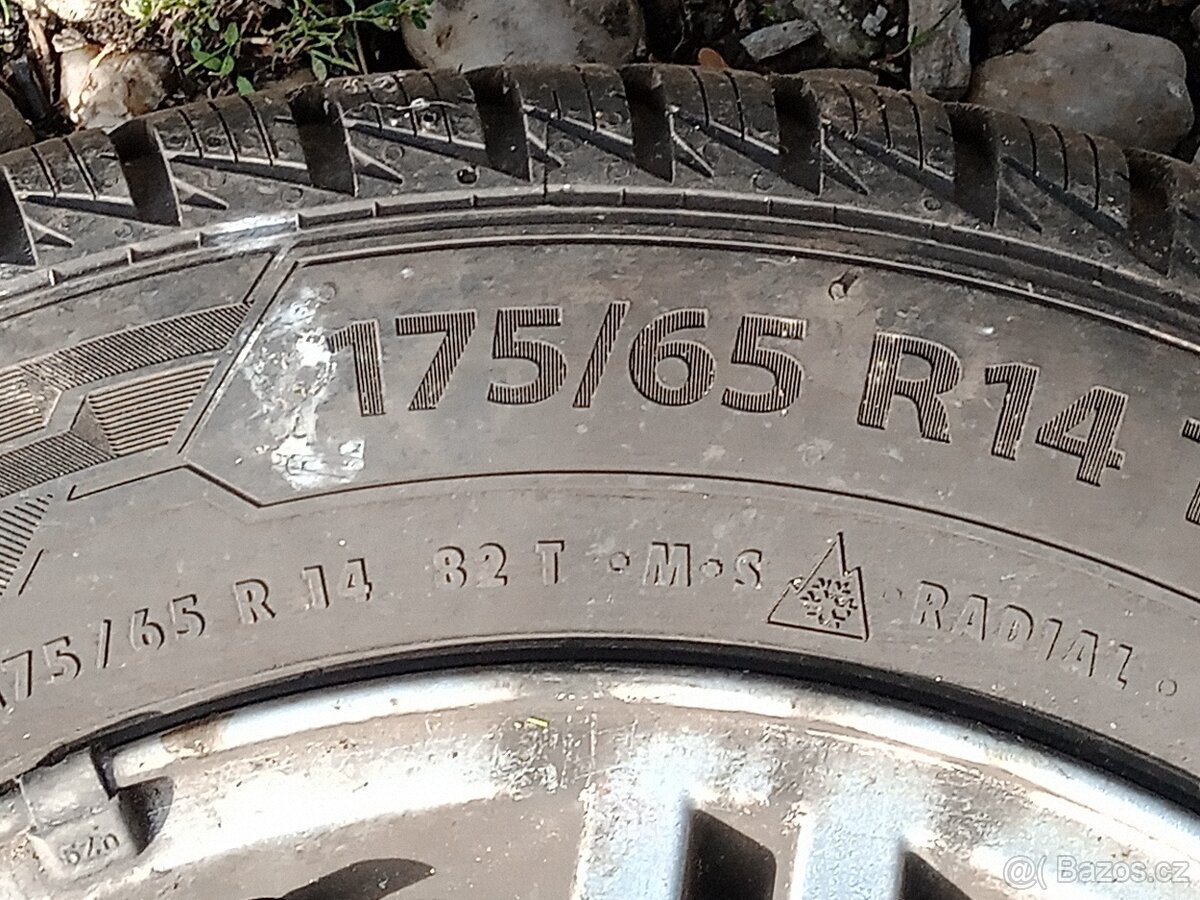 175/65 R14
175/65 R 14 82 T ·M·S · RADIAL ·
@( Bazos.cz